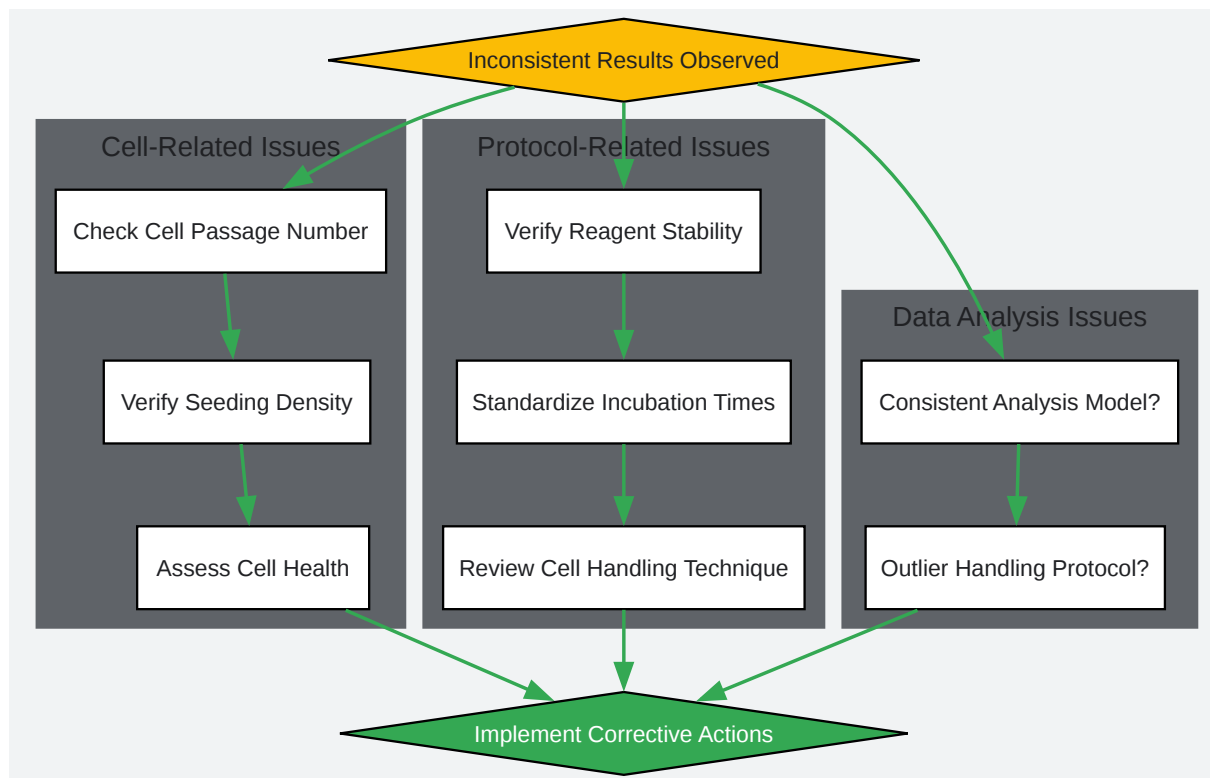 Inconsistent Results Observed
Cell-Related Issues
Check Cell Passage Number
Verify Seeding Density
Assess Cell Health
Protocol-Related Issues
Verify Reagent Stability
Standardize Incubation Times
Review Cell Handling Technique
Data Analysis Issues
Consistent Analysis Model?
Outlier Handling Protocol?
Implement Corrective Actions